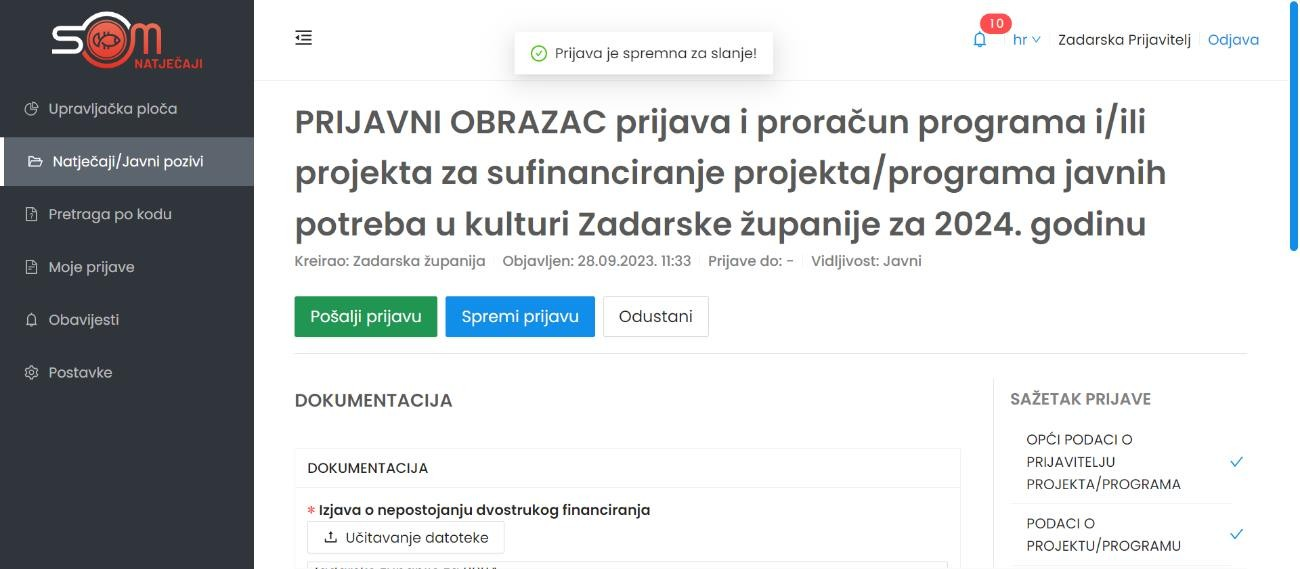 SOM
NATJEČAJI
Upravljačka ploča
Natječaji/Javni pozivi
Pretraga po kodu
Moje prijave
Obavijesti
Postavke
Prijava je spremna za slanje!
10
hr
Zadarska Prijavitelj
Odjava
PRIJAVNI OBRAZAC prijava i proračun programa i/ili
projekta za sufinanciranje projekta/programa javnih
potreba u kulturi Zadarske županije za 2024. godinu
Kreirao: Zadarska županija Objavljen: 28.09.2023. 11:33 Prijave do: - Vidljivost: Javni
Pošalji prijavu
Spremi prijavu
Odustani
DOKUMENTACIJA
DOKUMENTACIJA
* Izjava o nepostojanju dvostrukog financiranja
Učitavanje datoteke
SAŽETAK PRIJAVE
OPĆI PODACI O
PRIJAVITELJU
PROJEKTA/PROGRAMA
PODACI O
PROJEKTU/PROGRAMU